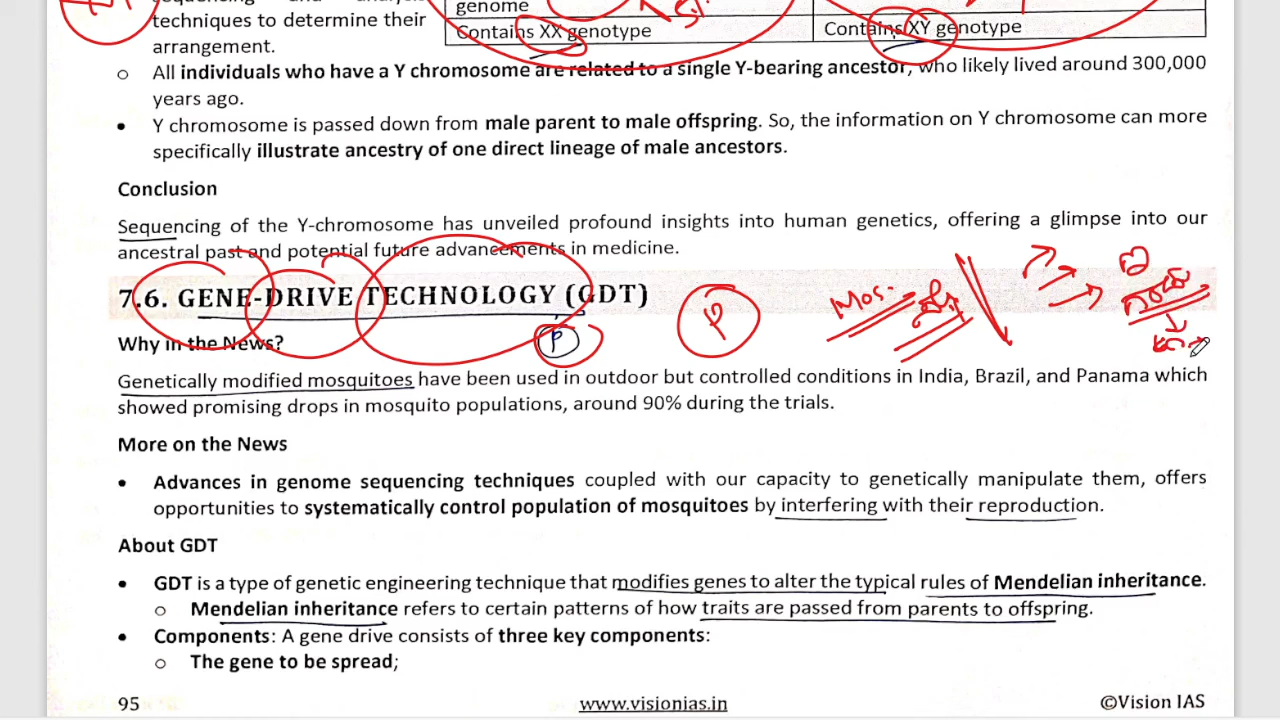 techniques to determine their
arrangement.
genome
Contains XX genotype Contains XY genotype
o All individuals who have a Y chromosome are related to a single Y-bearing ancestor, who likely lived around 300,000
years ago.
• Y chromosome is passed down from male parent to male offspring. So, the information on Y chromosome can more
specifically illustrate ancestry of one direct lineage of male ancestors.
Conclusion
Sequencing of the Y-chromosome has unveiled profound insights into human genetics, offering a glimpse into our
ancestral past and potential future advancements in medicine.
7.6. GENE-DRIVE TECHNOLOGY (GDT)
P
Mos.
Why in the News?
P
Genetically modified mosquitoes have been used in outdoor but controlled conditions in India, Brazil, and Panama which
showed promising drops in mosquito populations, around 90% during the trials.
More on the News
• Advances in genome sequencing techniques coupled with our capacity to genetically manipulate them, offers
opportunities to systematically control population of mosquitoes by interfering with their reproduction.
About GDT
• GDT is a type of genetic engineering technique that modifies genes to alter the typical rules of Mendelian inheritance.
o Mendelian inheritance refers to certain patterns of how traits are passed from parents to offspring.
• Components: A gene drive consists of three key components:
o The gene to be spread;
95 www.visionias.in ©Vision IAS